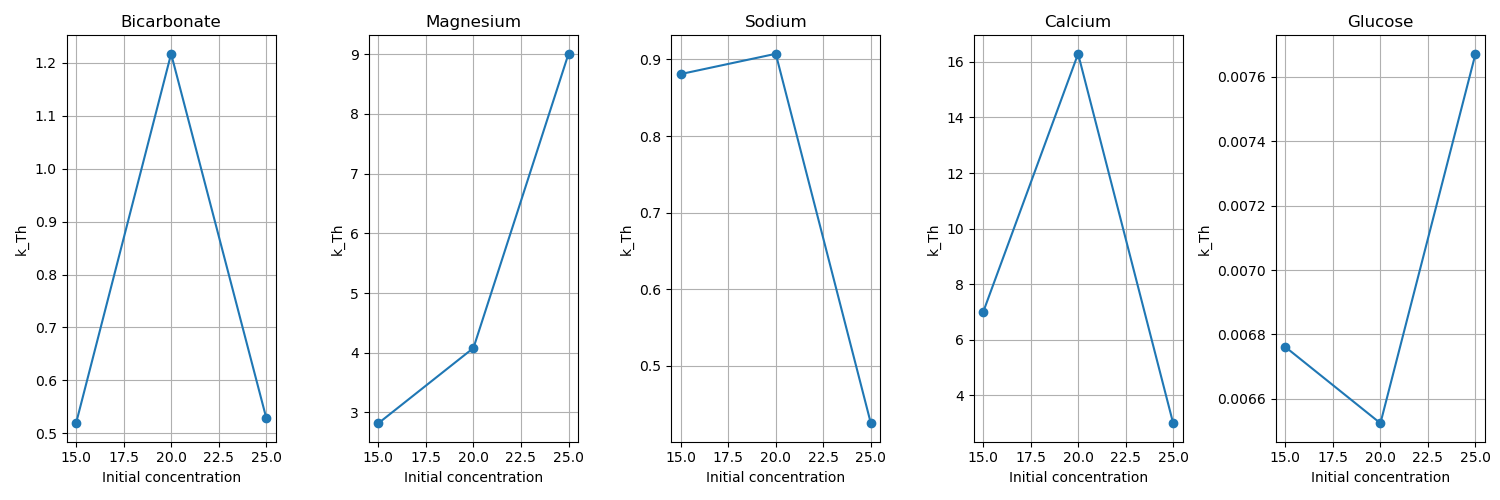 Bicarbonate
1.2
1.1
1.0
0.9
0.8
0.7
0.6
0.5
k_Th
15.0 17.5 20.0 22.5 25.0
Initial concentration
Magnesium
9
8
7
6
5
4
3
k_Th
15.0 17.5 20.0 22.5 25.0
Initial concentration
Sodium
0.9
0.8
0.7
0.6
0.5
k_Th
15.0 17.5 20.0 22.5 25.0
Initial concentration
Calcium
16
14
12
10
8
6
4
k_Th
15.0 17.5 20.0 22.5 25.0
Initial concentration
Glucose
0.0076
0.0074
0.0072
0.0070
0.0068
0.0066
k_Th
15.0 17.5 20.0 22.5 25.0
Initial concentration